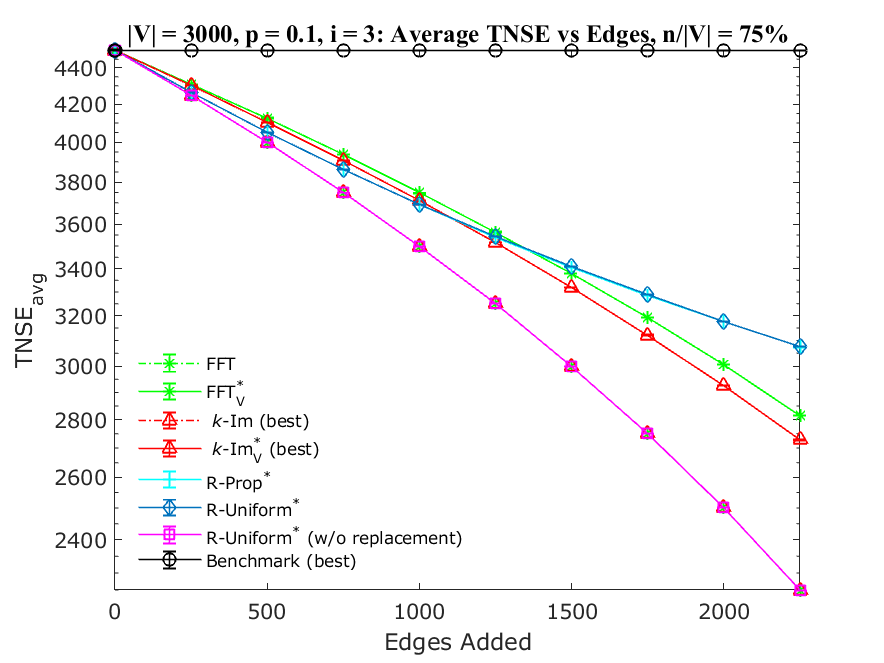 |V| = 3000, p = 0.1, i = 3: Average TNSE vs Edges, n/|V| = 75%
4400
4200
4000
3800
3600
3400
3200
3000
2800
2600
2400
TNSE_avg
FFT
FFT*_V
k-Im (best)
k-Im*_V (best)
R-Prop*
R-Uniform*
R-Uniform* (w/o replacement)
Benchmark (best)
0 500 1000 1500 2000
Edges Added